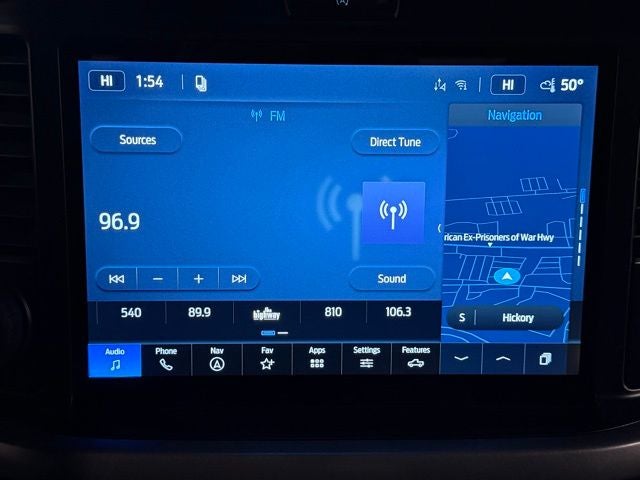 HI 1:54 HI 50°
FM Navigation
Sources Direct Tune
96.9
rican Ex-Prisoners of War Hwy
Sound
540 89.9 the highway 810 106.3
S Hickory
Audio Phone Nav Fav Apps Settings Features